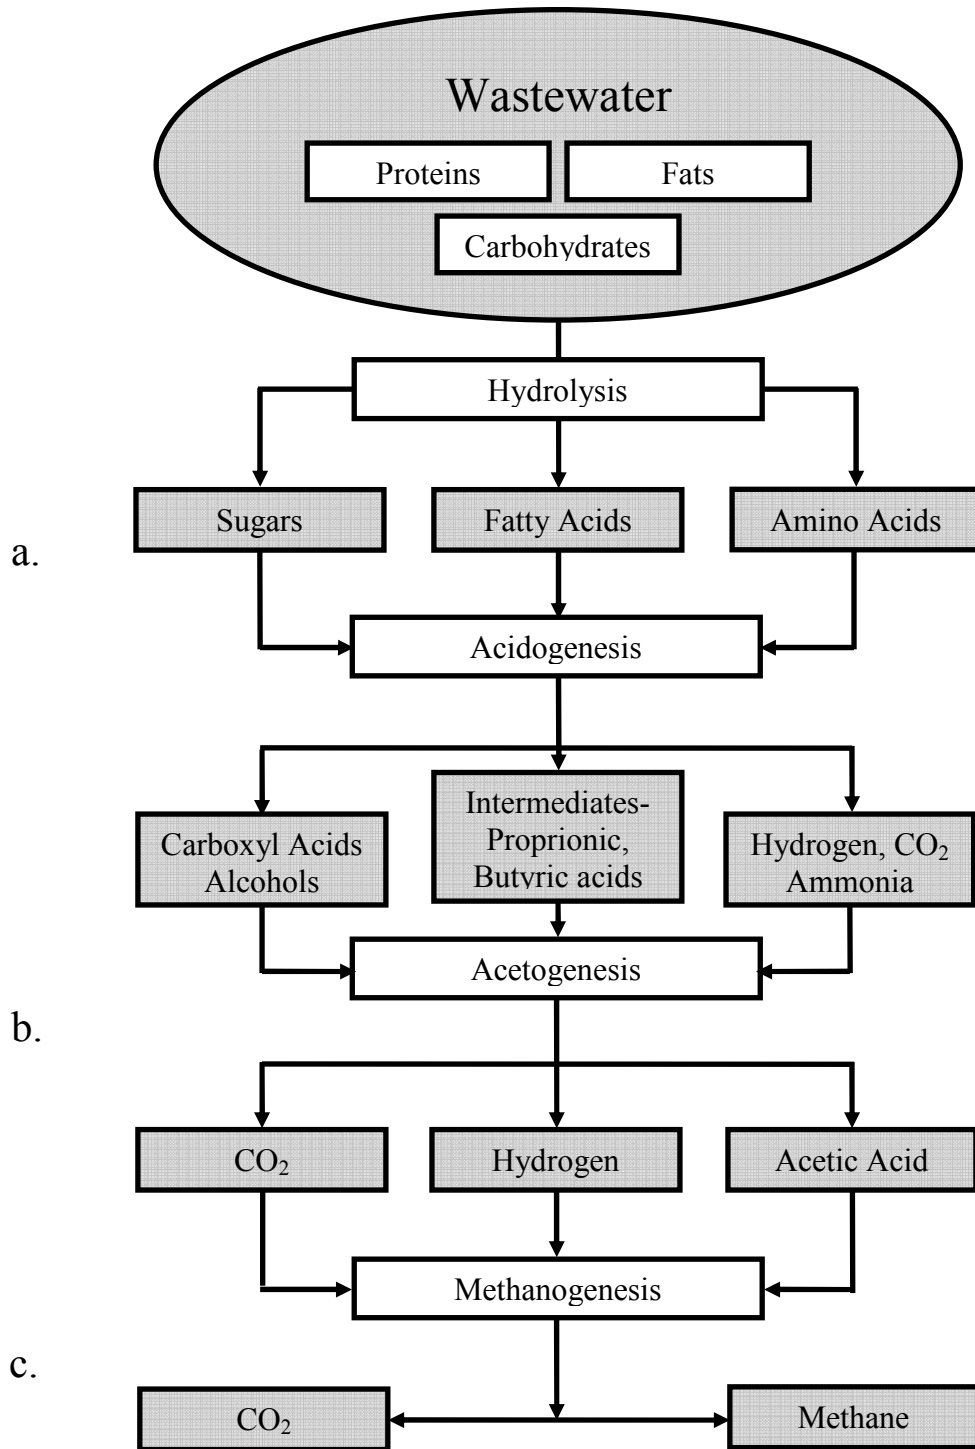 Wastewater
Proteins
Fats
Carbohydrates
Hydrolysis
Sugars
Fatty Acids
Amino Acids
a.
Acidogenesis
Carboxyl Acids
Alcohols
Intermediates-
Proprionic,
Butyric acids
Hydrogen, CO₂
Ammonia
Acetogenesis
b.
CO₂
Hydrogen
Acetic Acid
Methanogenesis
c.
CO₂
Methane